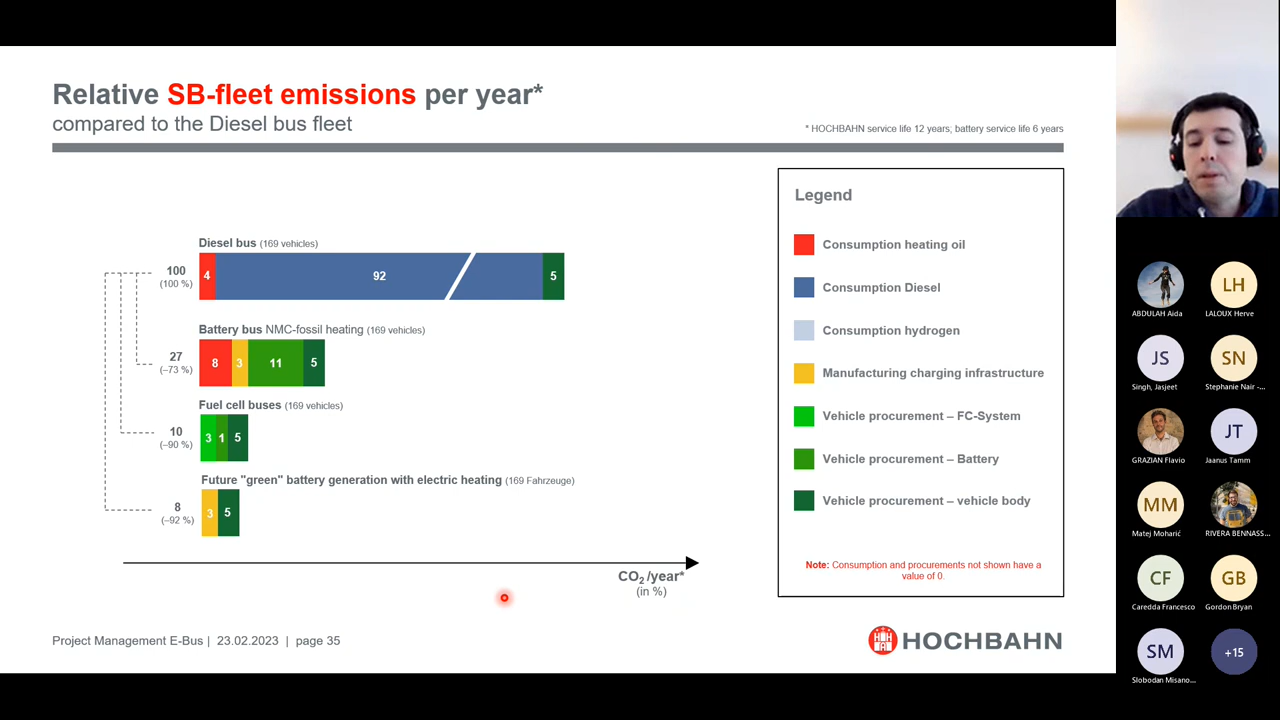 Relative SB-fleet emissions per year*
compared to the Diesel bus fleet
* HOCHBAHN service life 12 years; battery service life 6 years
Diesel bus (169 vehicles)
100
(100 %)
4
92
5
Battery bus NMC-fossil heating (169 vehicles)
27
(–73 %)
8
3
11
5
Fuel cell buses (169 vehicles)
10
(–90 %)
3
1
5
Future "green" battery generation with electric heating (169 Fahrzeuge)
8
(–92 %)
3
5
CO2 /year*
(in %)
Legend
Consumption heating oil
Consumption Diesel
Consumption hydrogen
Manufacturing charging infrastructure
Vehicle procurement – FC-System
Vehicle procurement – Battery
Vehicle procurement – vehicle body
Note: Consumption and procurements not shown have a
value of 0.
Project Management E-Bus | 23.02.2023 | page 35
HOCHBAHN
ABDULAH Aida
LH
LALOUX Herve
JS
Singh, Jasjeet
SN
Stephanie Nair -...
GRAZIAN Flavio
JT
Jaanus Tamm
MM
Matej Moharić
RIVERA BENNASS...
CF
Caredda Francesco
GB
Gordon Bryan
SM
Slobodan Misano...
+15